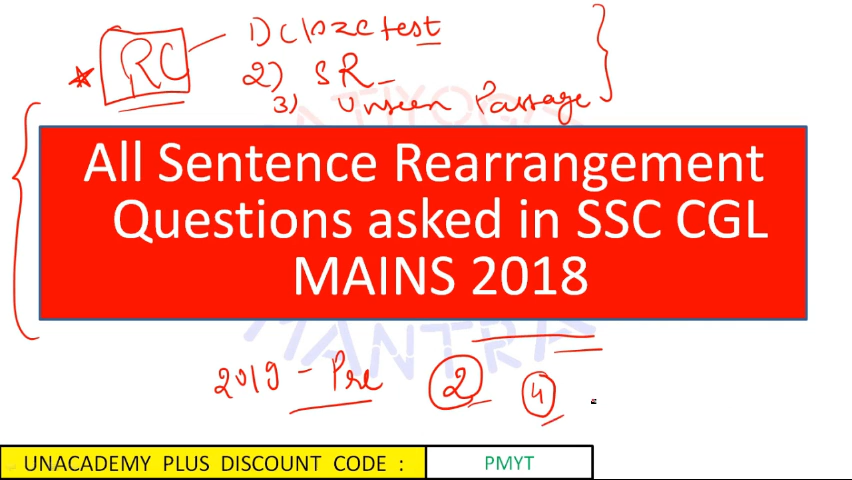 RC
1) Cloze test
2) SR
3) Unseen Passage
All Sentence Rearrangement
Questions asked in SSC CGL
MAINS 2018
MANTRA
2019 - Pre 2 4
UNACADEMY PLUS DISCOUNT CODE : PMYT